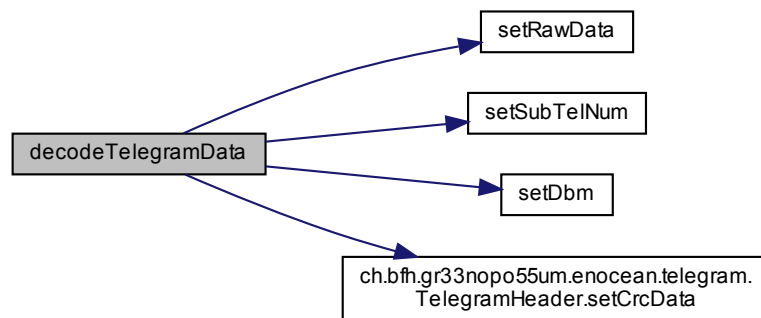 setRawData
setSubTelNum
decodeTelegramData
setDbm
ch.bfh.gr33nopo55um.enocean.telegram.
TelegramHeader.setCrcData